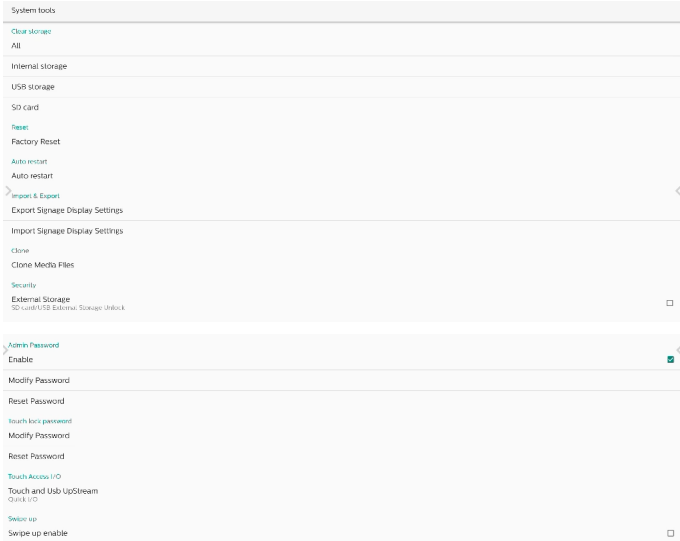 System tools
Clear storage
All
Internal storage
USB storage
SD card
Reset
Factory Reset
Auto restart
Auto restart
Import & Export
Export Signage Display Settings
Import Signage Display Settings
Clone
Clone Media Files
Security
External Storage
SD card/USB External Storage Unlock
Admin Password
Enable
Modify Password
Reset Password
Touch lock password
Modify Password
Reset Password
Touch Access I/O
Touch and Usb UpStream
Quick I/O
Swipe up
Swipe up enable